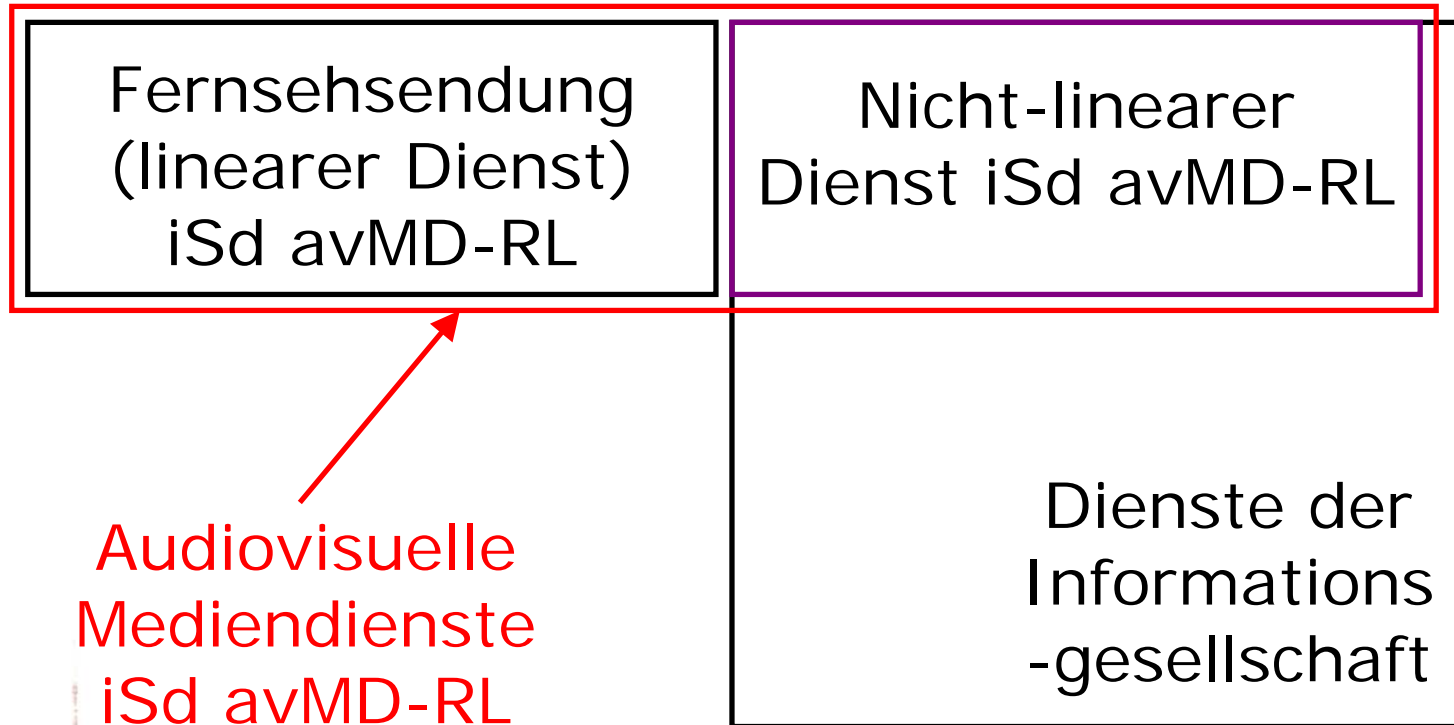 Fernsehsendung
(linearer Dienst)
iSd avMD-RL
Nicht-linearer
Dienst iSd avMD-RL
Audiovisuelle
Mediendienste
iSd avMD-RL
Dienste der
Informations
-gesellschaft